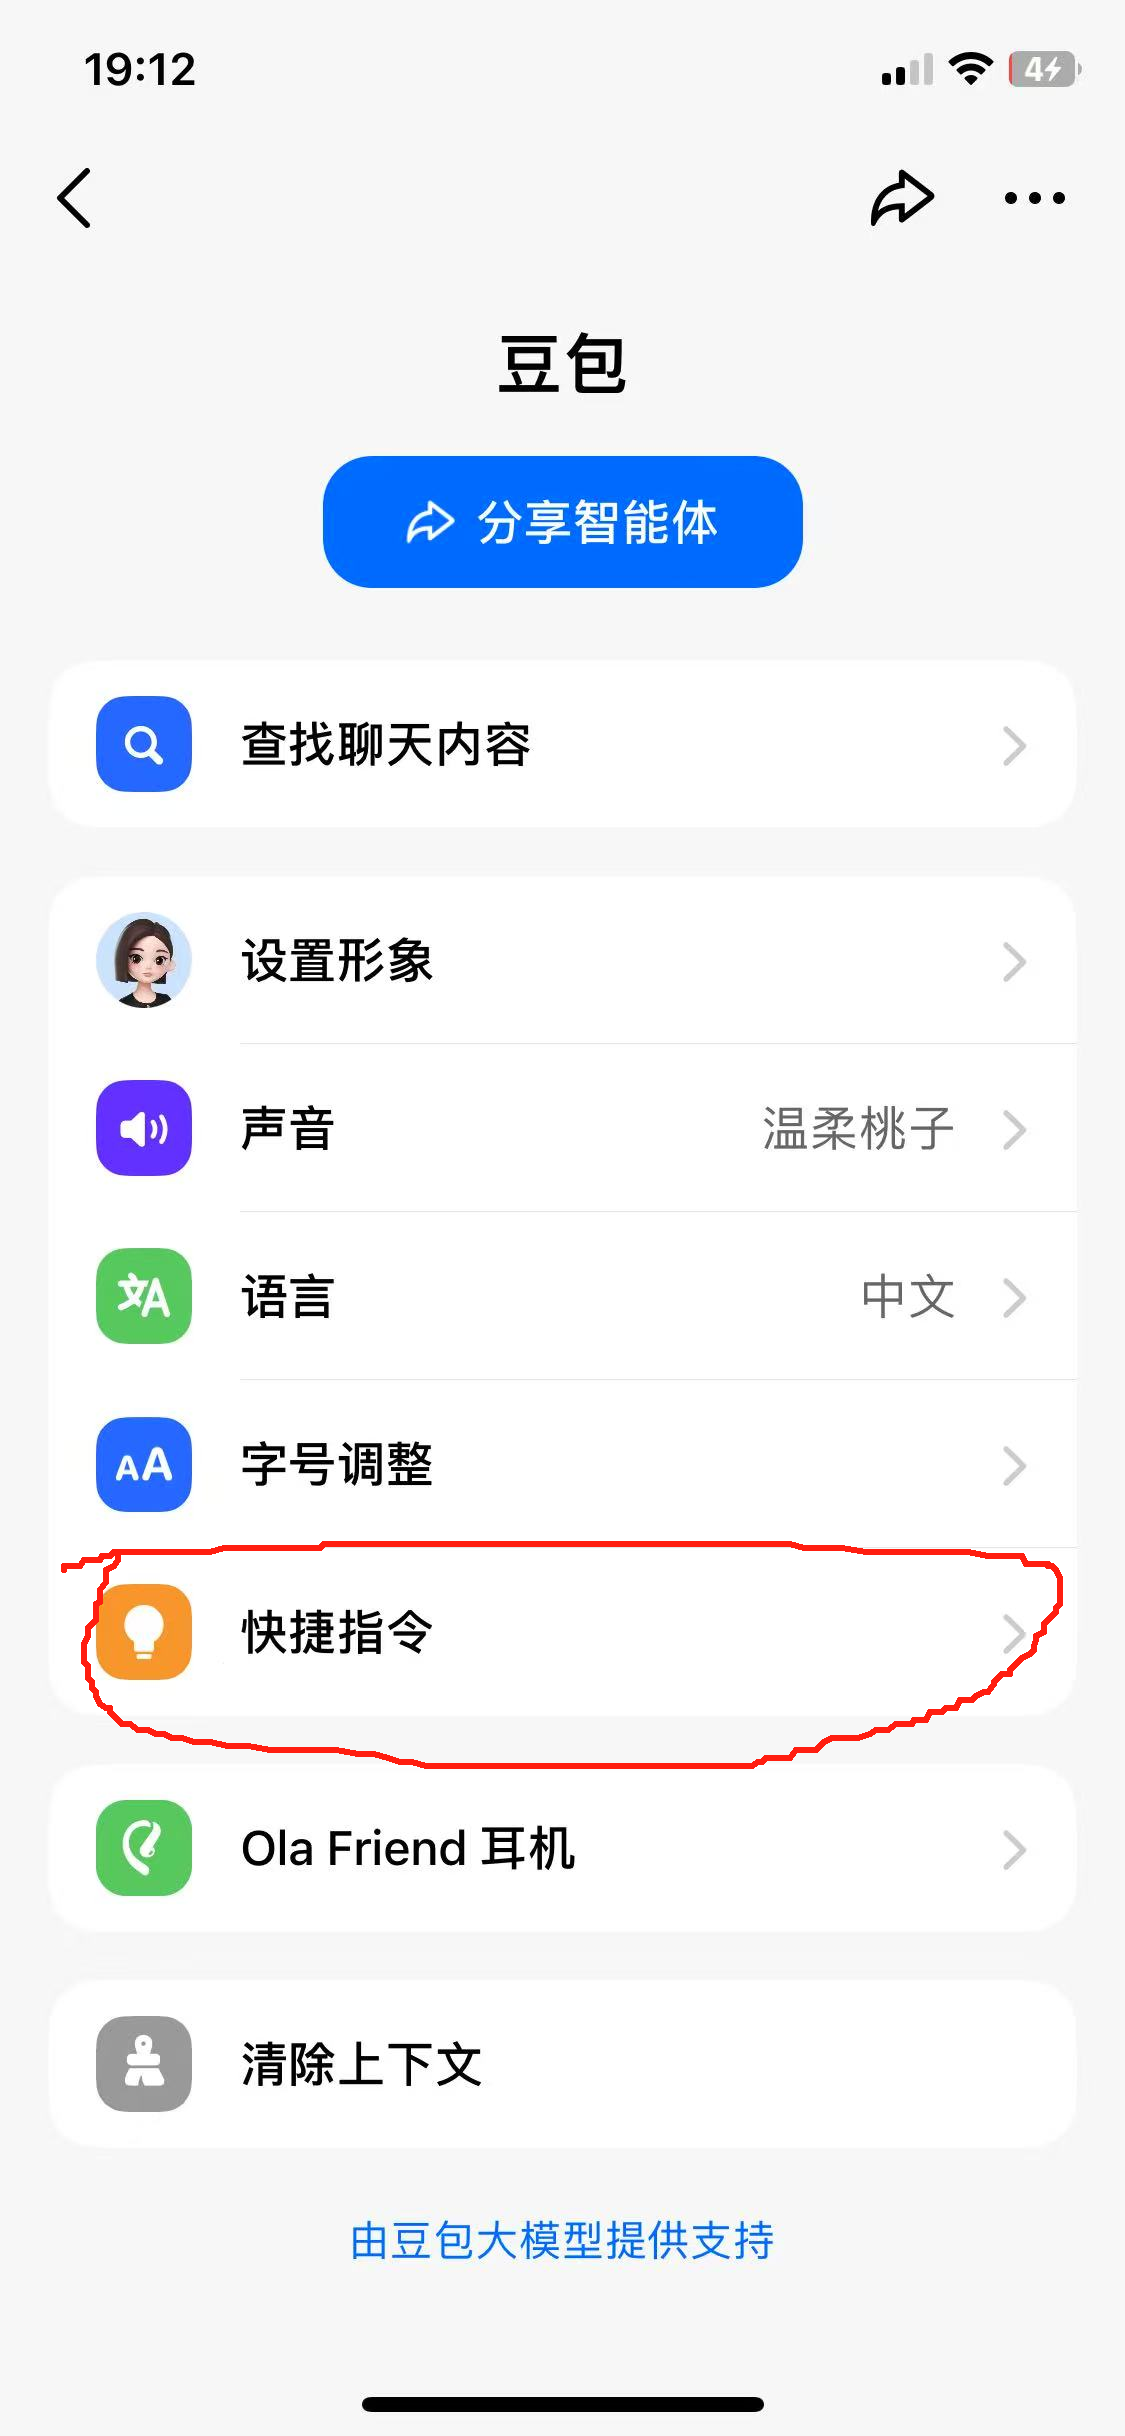 19:12
4
豆包
分享智能体
查找聊天内容
设置形象
声音 温柔桃子
文A 语言 中文
AA 字号调整
快捷指令
Ola Friend 耳机
清除上下文
由豆包大模型提供支持